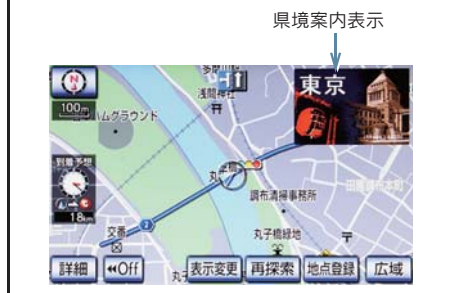 県境案内表示
N
100m
東京
浅間神社
ムグラウンド
到着予想
18km
調布清掃事務所
交番
2
丸子橋緑地
詳細
Off
表示変更
再探索
地点登録
広域